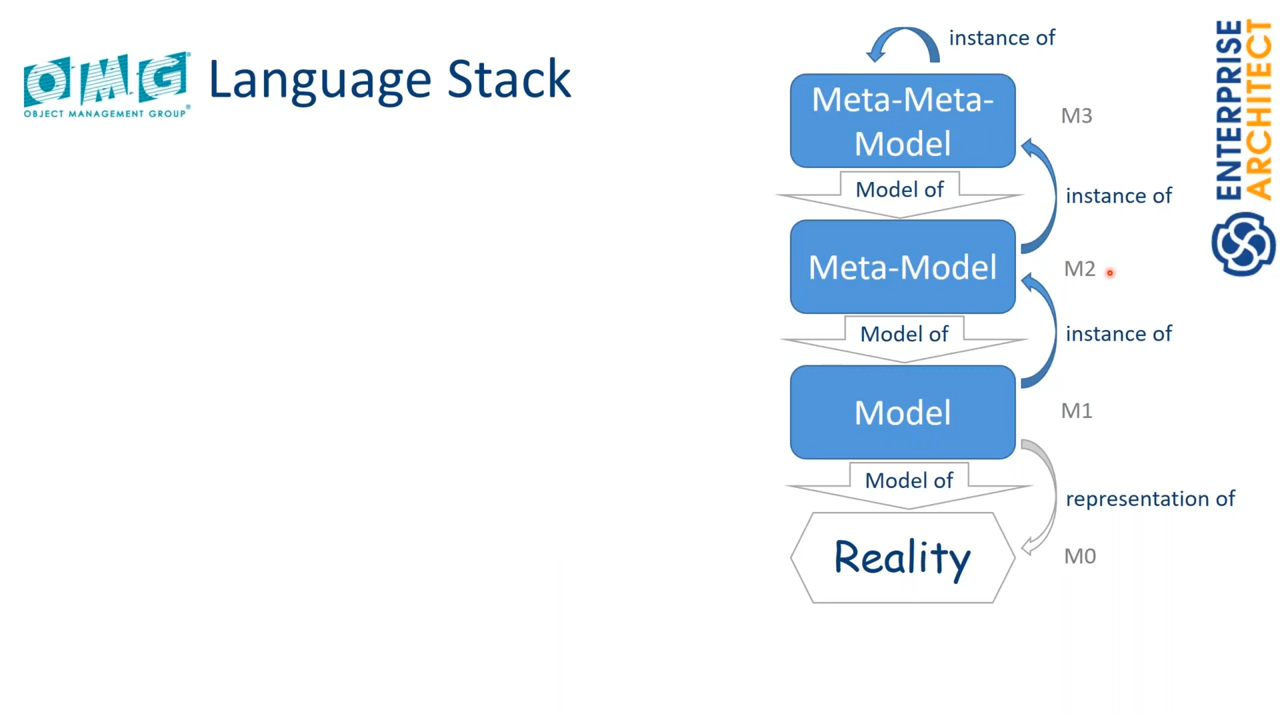 OMG
OBJECT MANAGEMENT GROUP
Language Stack
instance of
Meta-Meta-
Model
M3
Model of
instance of
Meta-Model
M2
Model of
instance of
Model
M1
Model of
representation of
Reality
M0
ENTERPRISE
ARCHITECT